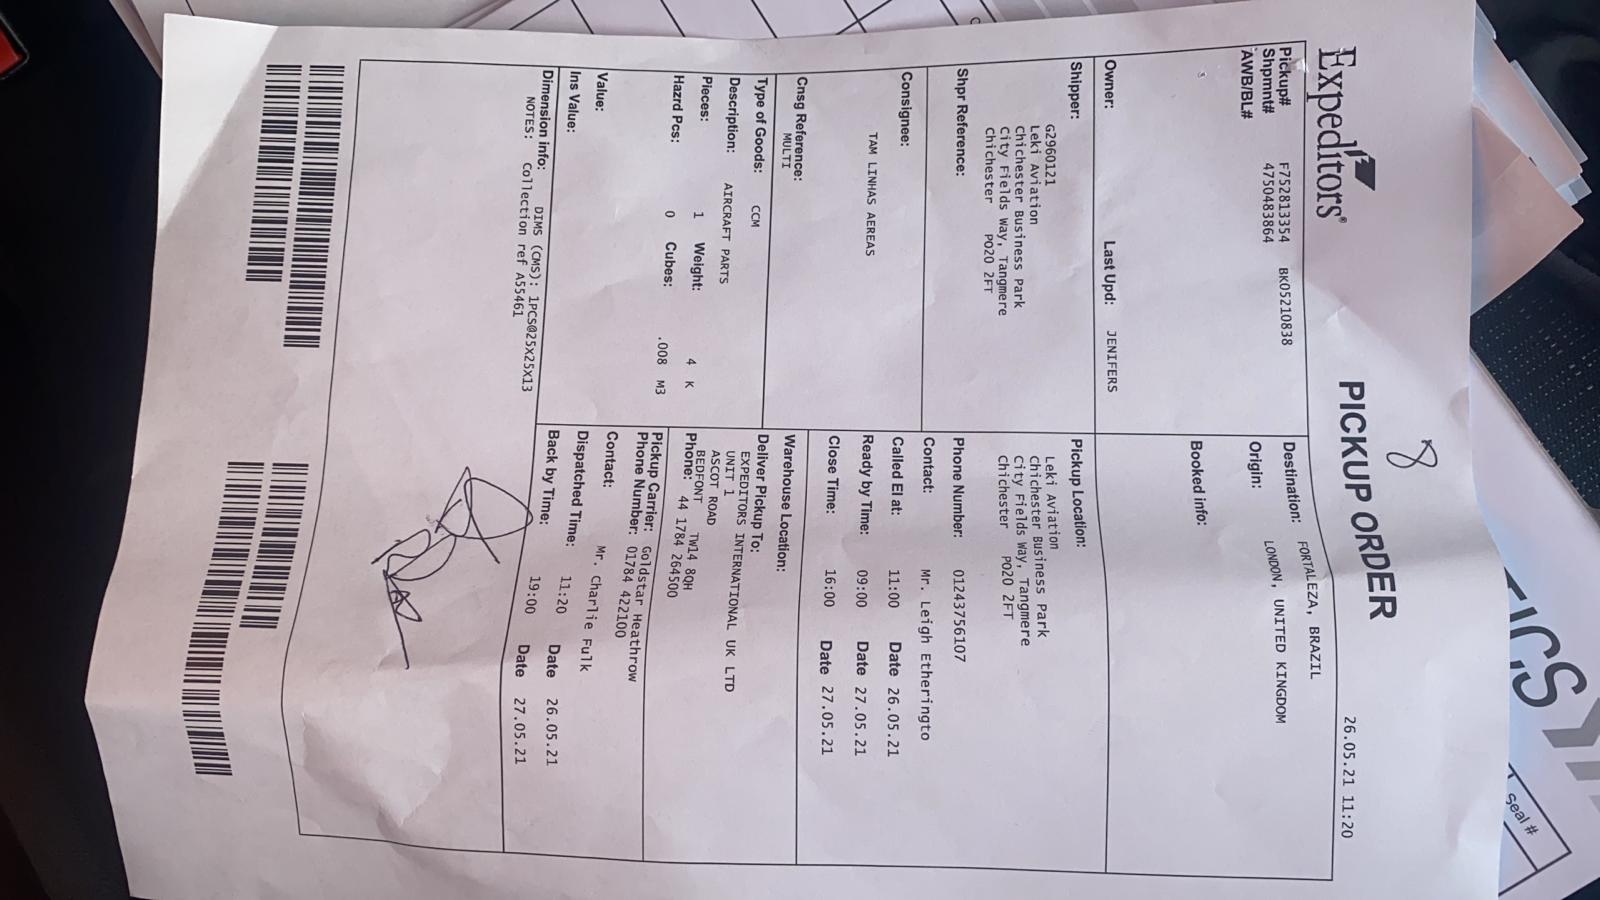 8
Expeditors®
PICKUP ORDER
26.05.21 11:20
Pickup# F752813354 BK05210838
Shpmnt# 4750483864
AWB/BL#
Destination: FORTALEZA, BRAZIL
Origin: LONDON, UNITED KINGDOM
Booked info:
Owner: Last Upd: JENIFERS
Shipper:
G2960121
Leki Aviation
Chichester Business Park
City Fields Way, Tangmere
Chichester PO20 2FT
Shpr Reference:
Pickup Location:
Leki Aviation
Chichester Business Park
City Fields Way, Tangmere
Chichester PO20 2FT
Phone Number: 01243756107
Contact: Mr. Leigh Etheringto
Consignee:
TAM LINHAS AEREAS
Cnsg Reference:
MULTI
Called EI at: 11:00 Date 26.05.21
Ready by Time: 09:00 Date 27.05.21
Close Time: 16:00 Date 27.05.21
Warehouse Location:
Type of Goods: CCM
Description: AIRCRAFT PARTS
Pieces: 1 Weight: 4 K
Hazrd Pcs: 0 Cubes: .008 M3
Value:
Ins Value:
Deliver Pickup To:
EXPEDITORS INTERNATIONAL UK LTD
UNIT 1
ASCOT ROAD
BEDFONT TW14 8QH
Phone: 44 1784 264500
Pickup Carrier: Goldstar Heathrow
Phone Number: 01784 422100
Contact: Mr. Charlie Fulk
Dispatched Time: 11:20 Date 26.05.21
Back by Time: 19:00 Date 27.05.21
Dimension info: DIMS (CMS): 1PCS@25X25X13
NOTES: Collection ref A55461
ICS
Seal #